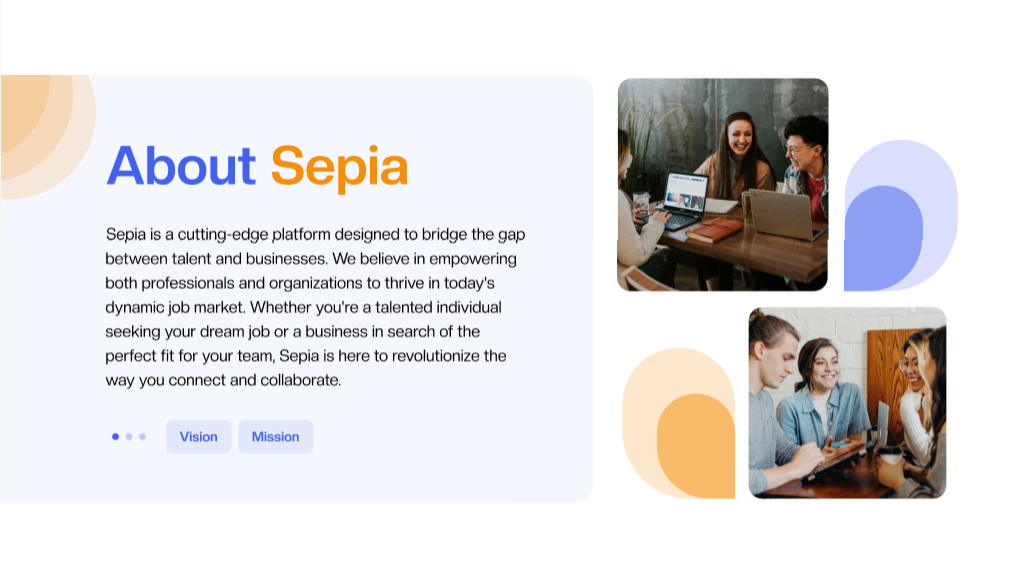 About Sepia
Sepia is a cutting-edge platform designed to bridge the gap
between talent and businesses. We believe in empowering
both professionals and organizations to thrive in today's
dynamic job market. Whether you're a talented individual
seeking your dream job or a business in search of the
perfect fit for your team, Sepia is here to revolutionize the
way you connect and collaborate.
Vision Mission